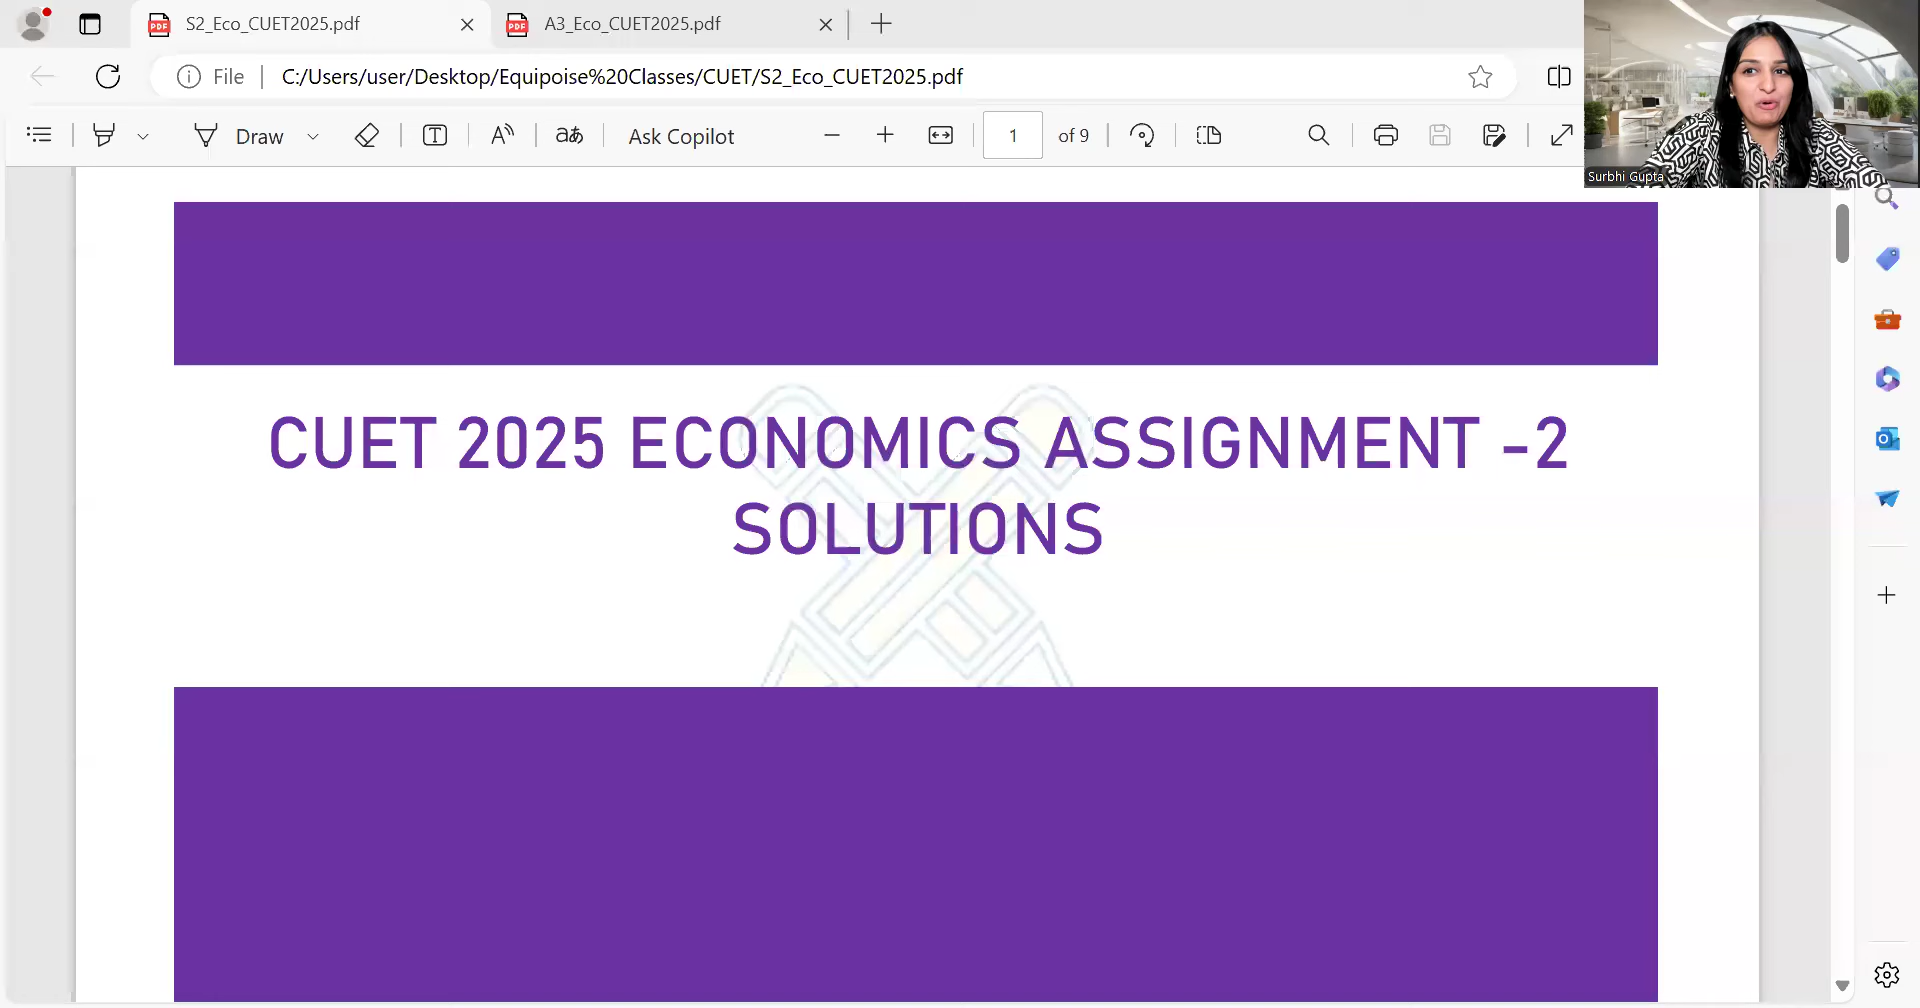 S2_Eco_CUET2025.pdf
A3_Eco_CUET2025.pdf
File
C:/Users/user/Desktop/Equipoise%20Classes/CUET/S2_Eco_CUET2025.pdf
Draw
Ask Copilot
1 of 9
Surbhi Gupta
CUET 2025 ECONOMICS ASSIGNMENT -2
SOLUTIONS